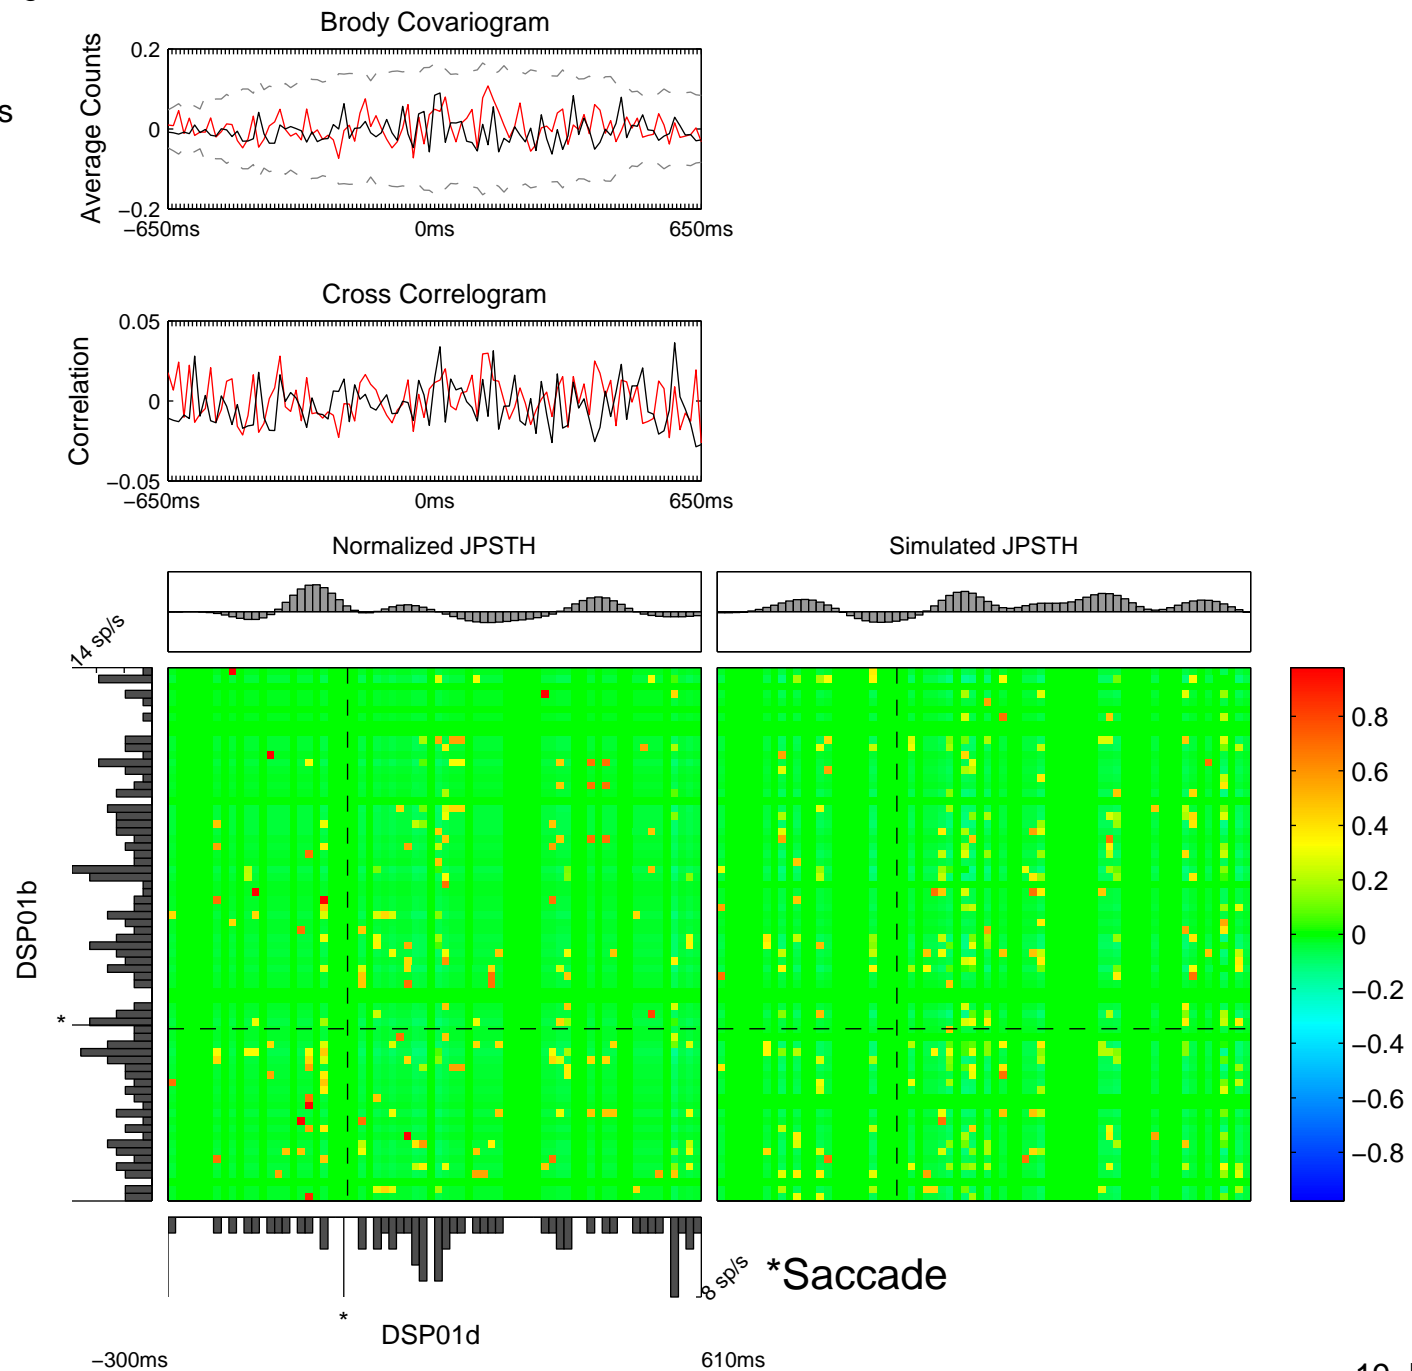 Brody Covariogram
0.2
0
−0.2
Average Counts
s
−650ms
0ms
650ms
Cross Correlogram
0.05
0
−0.05
Correlation
−650ms
0ms
650ms
Normalized JPSTH
Simulated JPSTH
14 sp/s
DSP01b
*
0.8
0.6
0.4
0.2
0
−0.2
−0.4
−0.6
−0.8
8 sp/s
*Saccade
*
DSP01d
−300ms
610ms